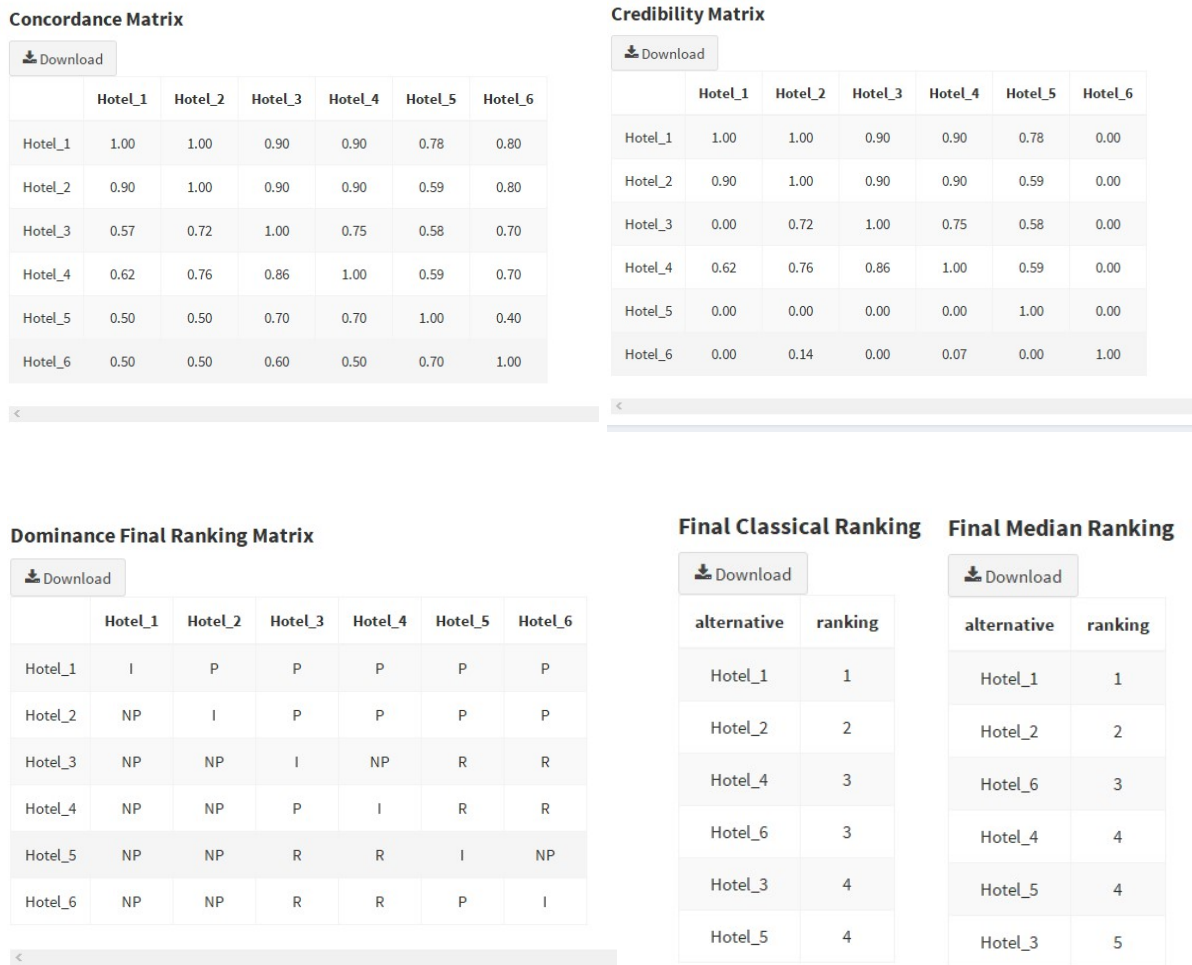 Concordance Matrix
Download
Hotel_1 Hotel_2 Hotel_3 Hotel_4 Hotel_5 Hotel_6
Hotel_1 1.00 1.00 0.90 0.90 0.78 0.80
Hotel_2 0.90 1.00 0.90 0.90 0.59 0.80
Hotel_3 0.57 0.72 1.00 0.75 0.58 0.70
Hotel_4 0.62 0.76 0.86 1.00 0.59 0.70
Hotel_5 0.50 0.50 0.70 0.70 1.00 0.40
Hotel_6 0.50 0.50 0.60 0.50 0.70 1.00
Credibility Matrix
Download
Hotel_1 Hotel_2 Hotel_3 Hotel_4 Hotel_5 Hotel_6
Hotel_1 1.00 1.00 0.90 0.90 0.78 0.00
Hotel_2 0.90 1.00 0.90 0.90 0.59 0.00
Hotel_3 0.00 0.72 1.00 0.75 0.58 0.00
Hotel_4 0.62 0.76 0.86 1.00 0.59 0.00
Hotel_5 0.00 0.00 0.00 0.00 1.00 0.00
Hotel_6 0.00 0.14 0.00 0.07 0.00 1.00
Dominance Final Ranking Matrix
Download
Hotel_1 Hotel_2 Hotel_3 Hotel_4 Hotel_5 Hotel_6
Hotel_1 I P P P P P
Hotel_2 NP I P P P P
Hotel_3 NP NP I NP R R
Hotel_4 NP NP P I R R
Hotel_5 NP NP R R I NP
Hotel_6 NP NP R R P I
Final Classical Ranking
Download
alternative ranking
Hotel_1 1
Hotel_2 2
Hotel_4 3
Hotel_6 3
Hotel_3 4
Hotel_5 4
Final Median Ranking
Download
alternative ranking
Hotel_1 1
Hotel_2 2
Hotel_6 3
Hotel_4 4
Hotel_5 4
Hotel_3 5